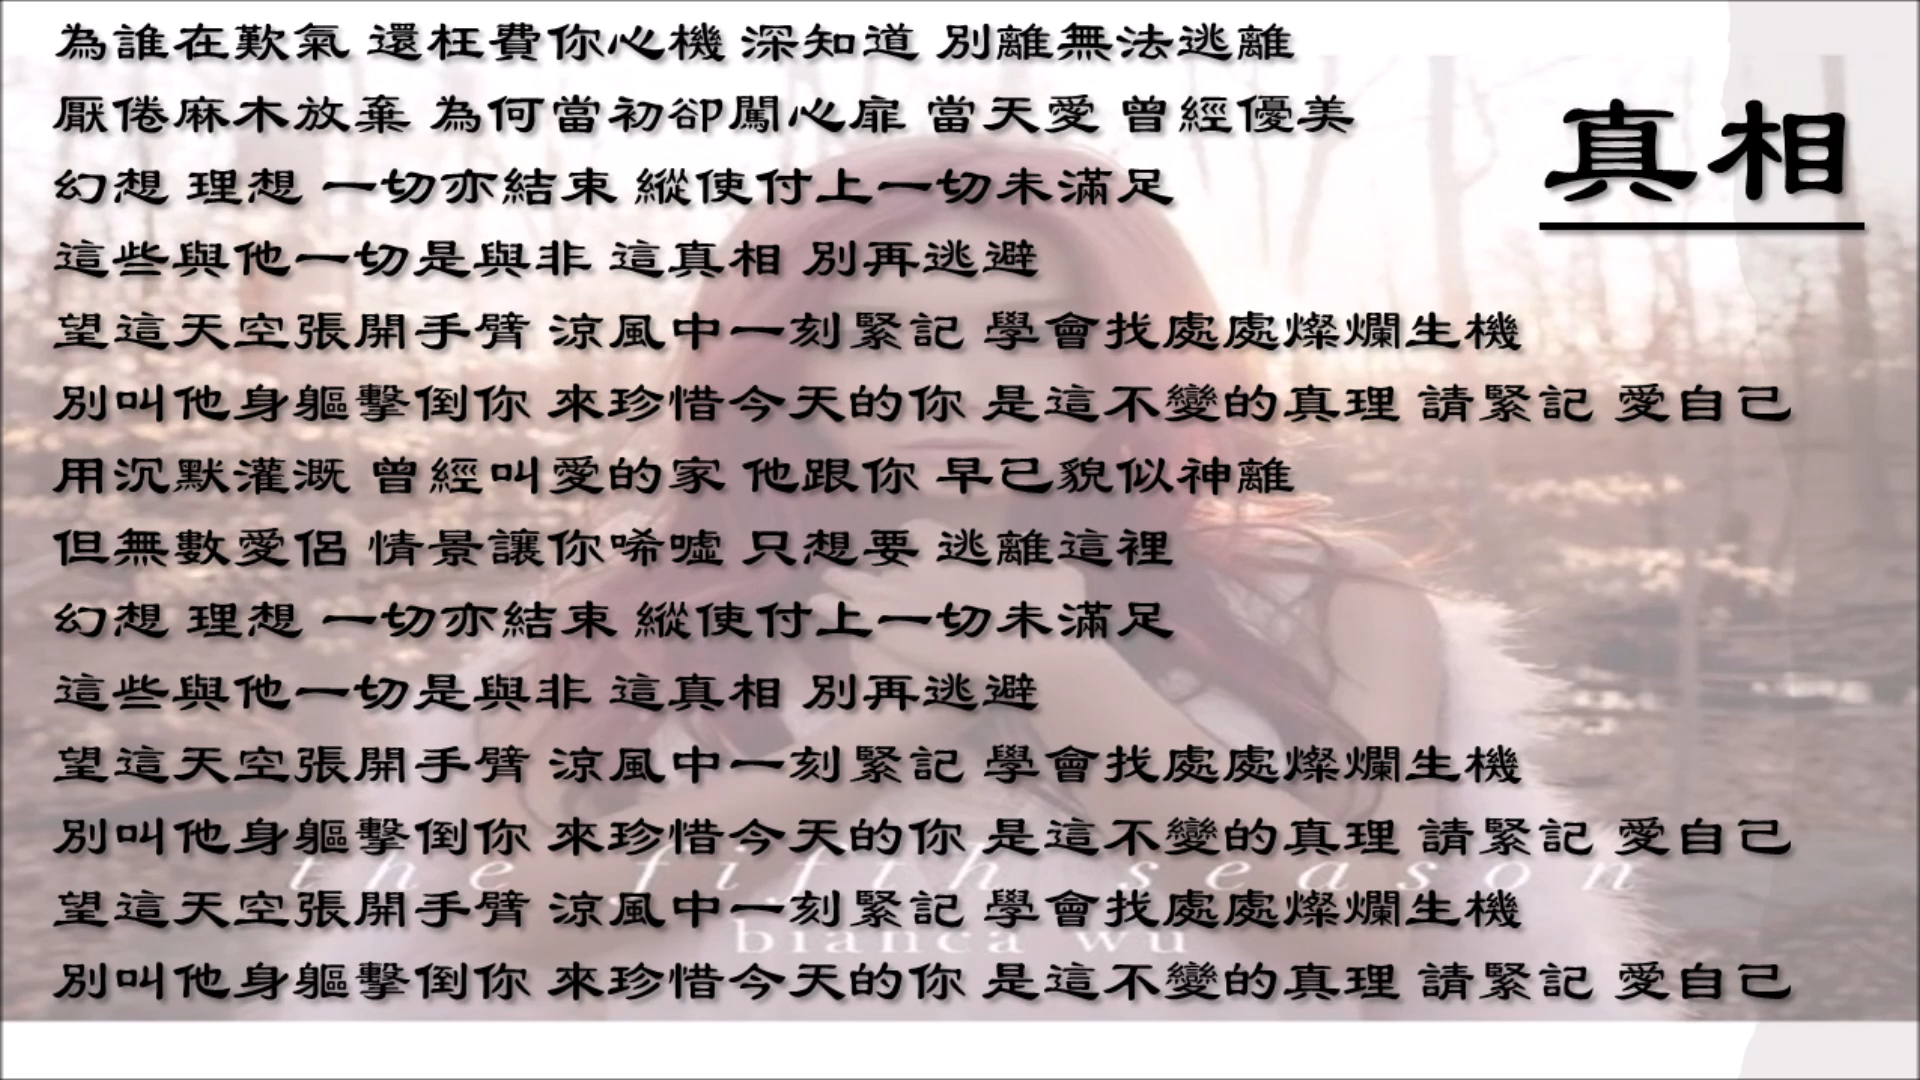 為誰在歎氣 還枉費你心機 深知道 別離無法逃離
厭倦麻木放棄 為何當初卻闖心扉 當天愛 曾經優美
真相
幻想 理想 一切亦結束 縱使付上一切未滿足
這些與他一切是與非 這真相 別再逃避
望這天空張開手臂 涼風中一刻緊記 學會找處處燦爛生機
別叫他身軀擊倒你 來珍惜今天的你 是這不變的真理 請緊記 愛自己
用沉默灌溉 曾經叫愛的家 他跟你 早已貌似神離
但無數愛侶 情景讓你唏噓 只想要 逃離這裡
幻想 理想 一切亦結束 縱使付上一切未滿足
這些與他一切是與非 這真相 別再逃避
望這天空張開手臂 涼風中一刻緊記 學會找處處燦爛生機
別叫他身軀擊倒你 來珍惜今天的你 是這不變的真理 請緊記 愛自己
the fifth season
望這天空張開手臂 涼風中一刻緊記 學會找處處燦爛生機
bianca wu
別叫他身軀擊倒你 來珍惜今天的你 是這不變的真理 請緊記 愛自己